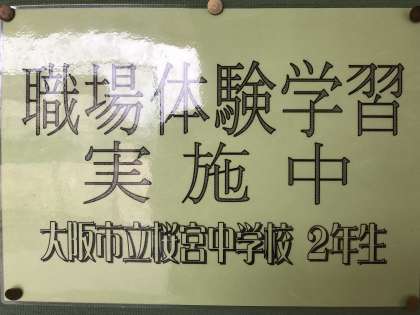 職場体験学習
実施中
大阪市立桜宮中学校 2年生